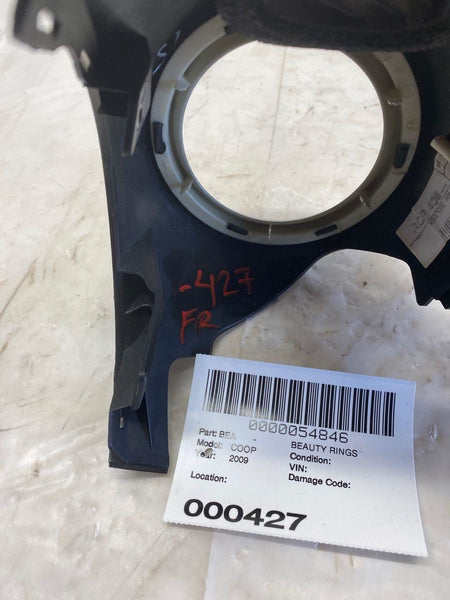 -427
FR
0000054846
Part: BEA BEAUTY RINGS
Model: COOP Condition:
Year: 2009 VIN:
Location: Damage Code:
000427